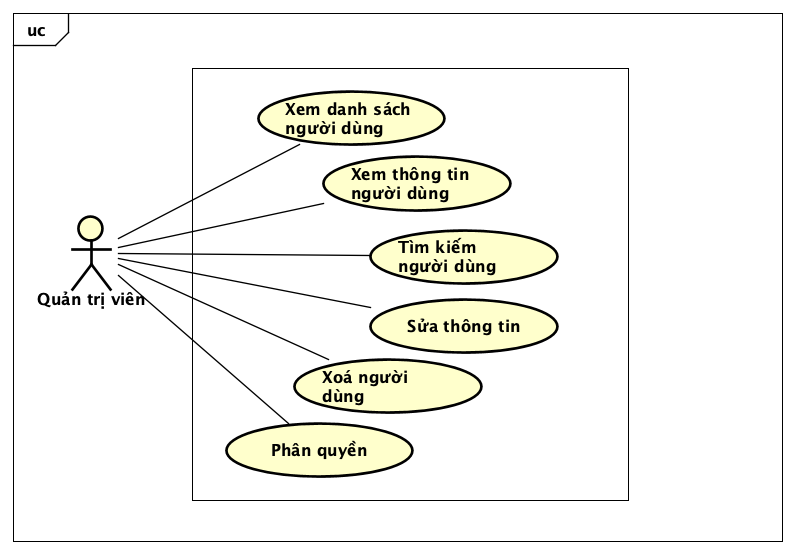 uc
Xem danh sách
người dùng
Xem thông tin
người dùng
Tìm kiếm
người dùng
Quản trị viên
Sửa thông tin
Xoá người
dùng
Phân quyền